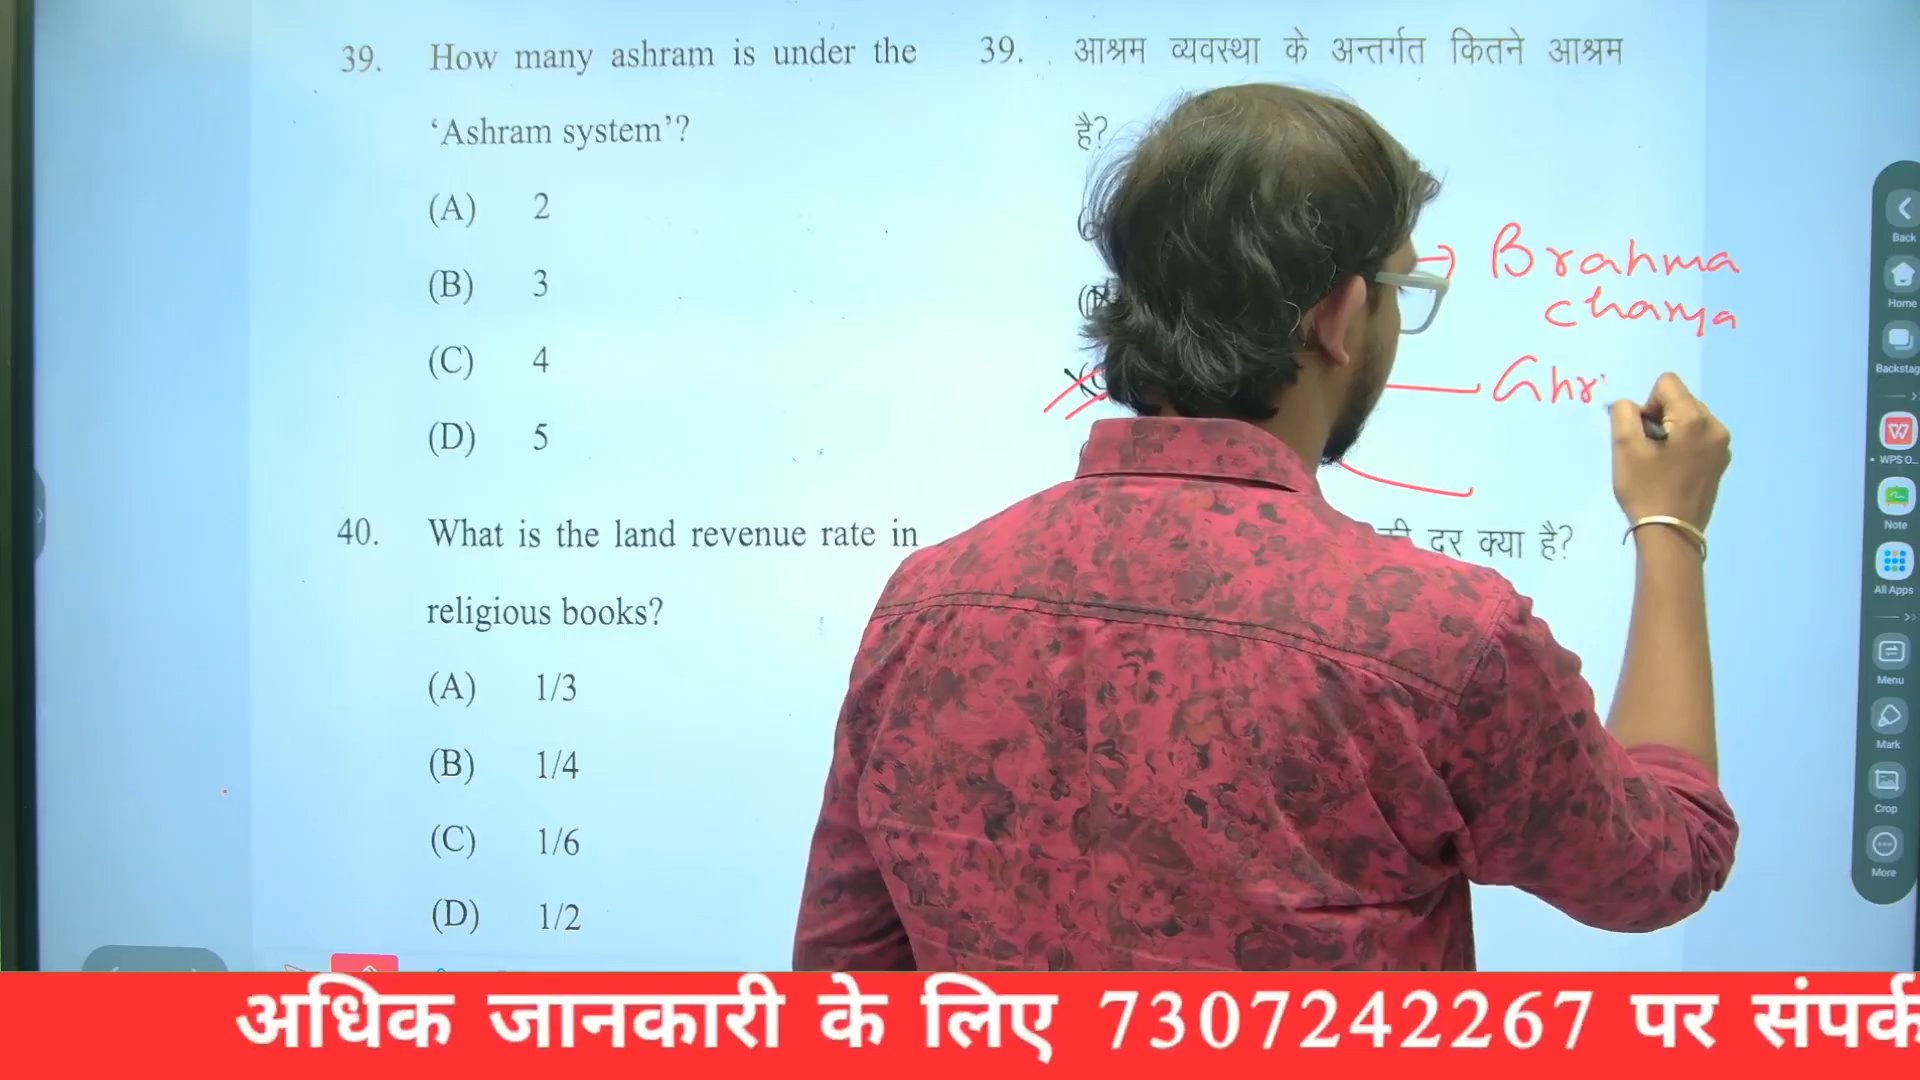 39. How many ashram is under the
'Ashram system'?
(A) 2
(B) 3
(C) 4
(D) 5
40. What is the land revenue rate in
religious books?
(A) 1/3
(B) 1/4
(C) 1/6
(D) 1/2
39. आश्रम व्यवस्था के अन्तर्गत कितने आश्रम
है?
Brahma
charya
Ghr
दर क्या है?
Back
Home
Backstag
WPS O...
Note
All Apps
Menu
Mark
Crop
More
अधिक जानकारी के लिए 7307242267 पर संपर्क